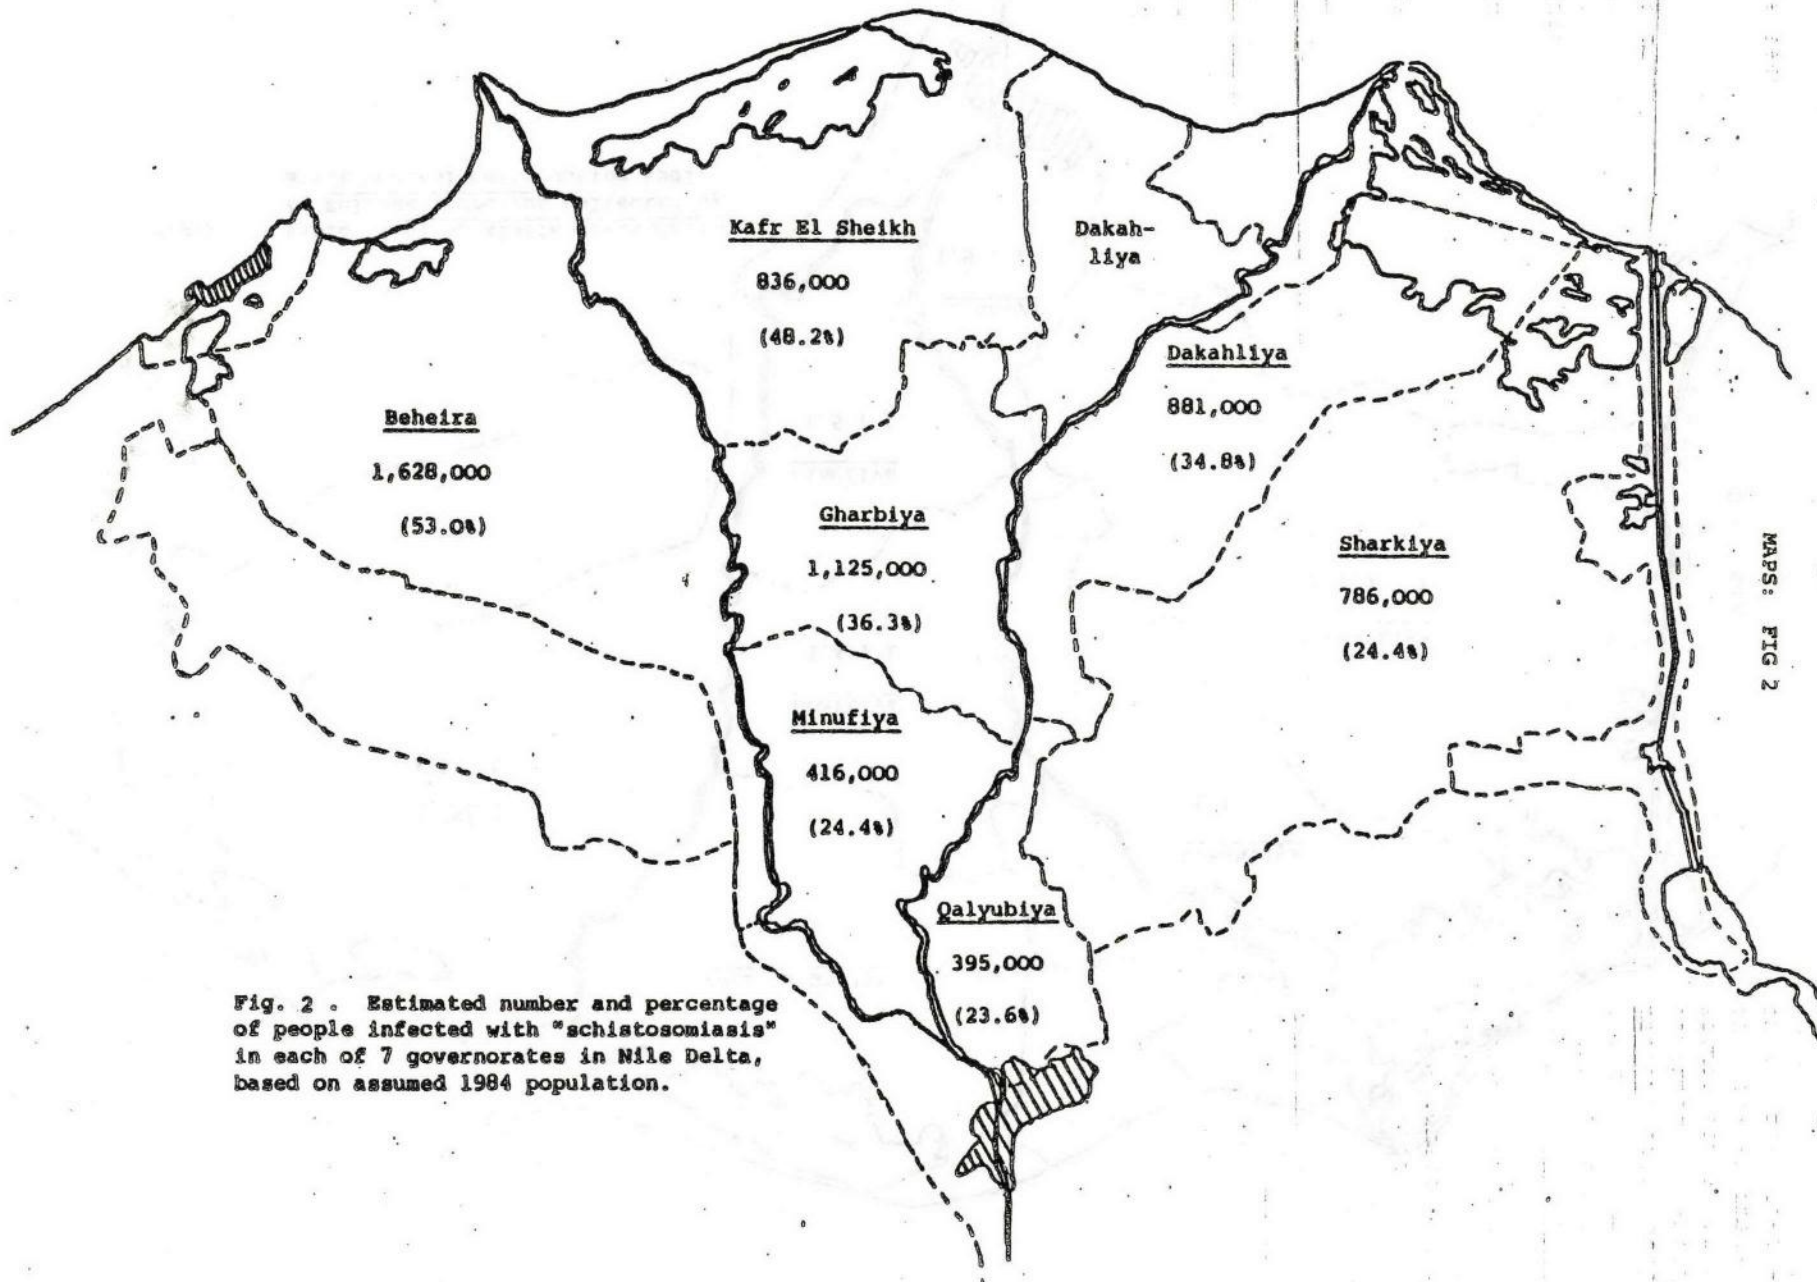 Kafr El Sheikh
836,000
(48.2%)
Dakah-
liya
Dakahliya
881,000
(34.8%)
Beheira
1,628,000
(53.0%)
Gharbiya
1,125,000
(36.3%)
Sharkiya
786,000
(24.4%)
Minufiya
416,000
(24.4%)
Qalyubiya
395,000
(23.6%)
Fig. 2 . Estimated number and percentage
of people infected with "schistosomiasis"
in each of 7 governorates in Nile Delta,
based on assumed 1984 population.
MAPS: FIG 2